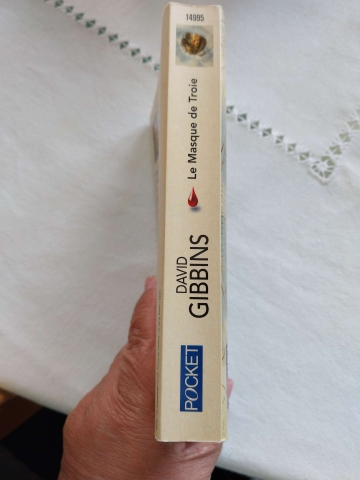 14995
Le Masque de Troie
DAVID
GIBBINS
POCKET